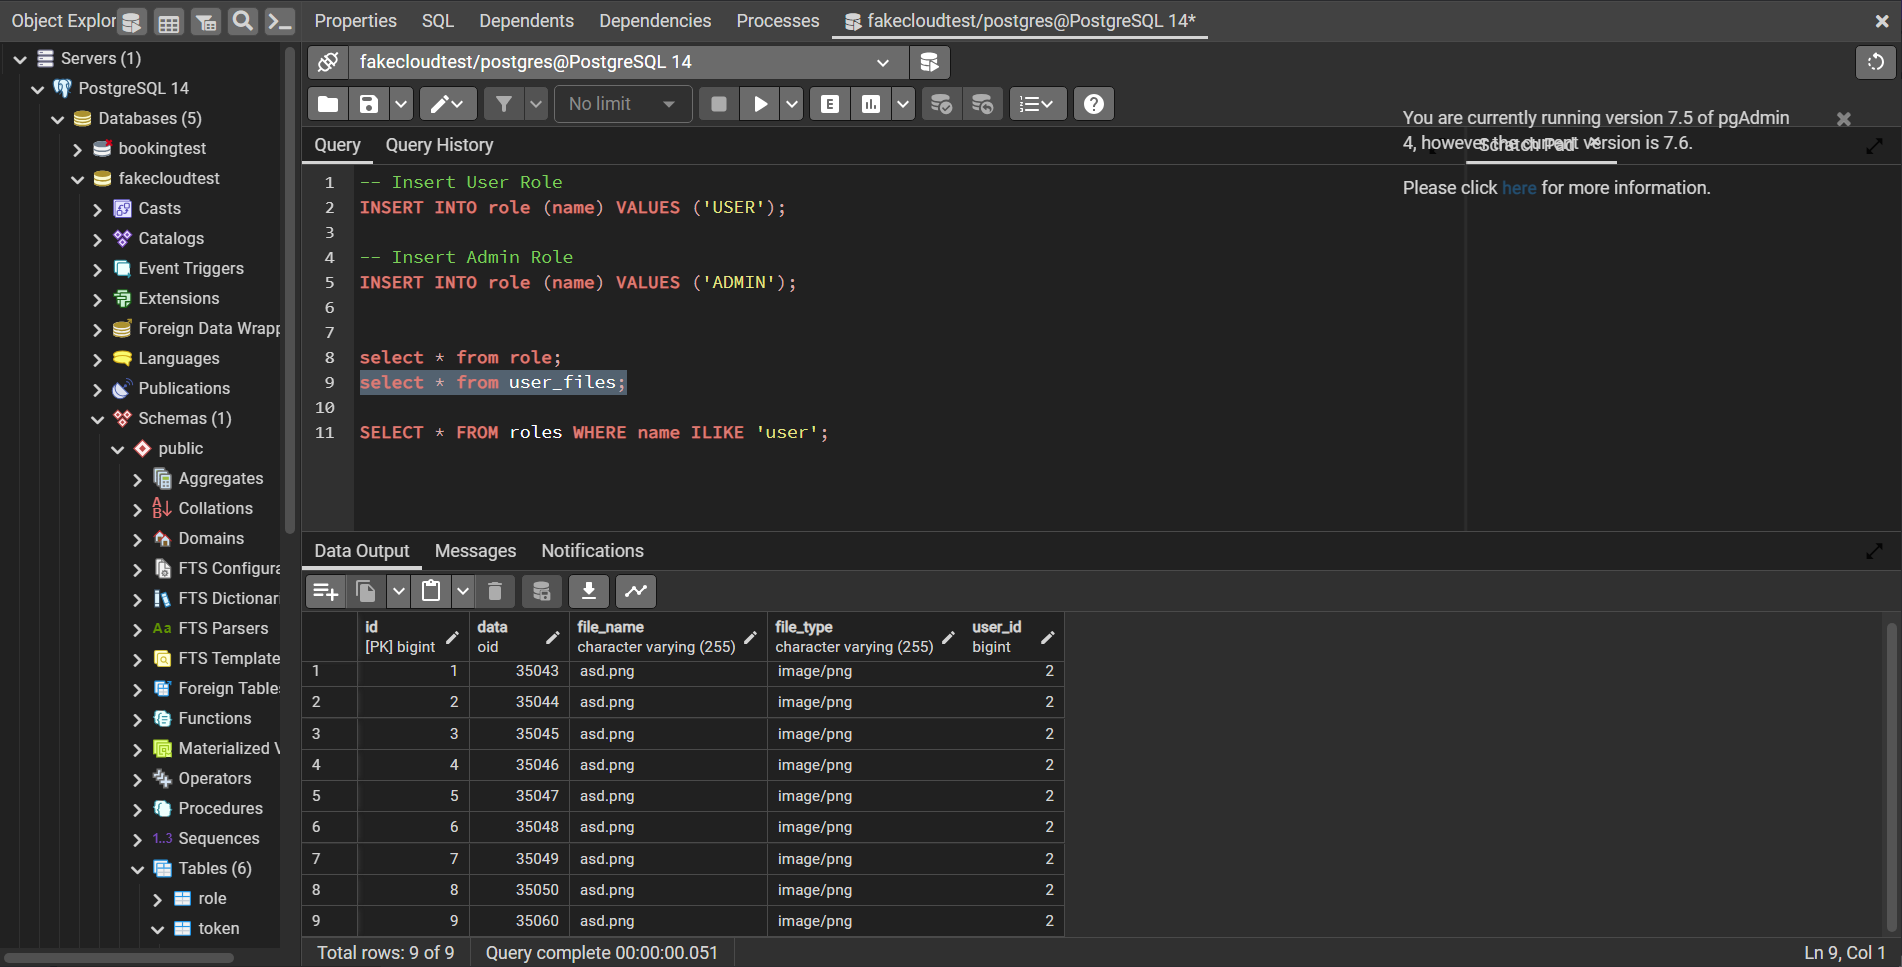 Object Explor
Properties
SQL
Dependents
Dependencies
Processes
fakecloudtest/postgres@PostgreSQL 14*
Servers (1)
PostgreSQL 14
Databases (5)
bookingtest
fakecloudtest
Casts
Catalogs
Event Triggers
Extensions
Foreign Data Wrapp
Languages
Publications
Schemas (1)
public
Aggregates
Collations
Domains
FTS Configura
FTS Dictionari
Aa FTS Parsers
FTS Template
Foreign Table
Functions
Materialized V
Operators
Procedures
1..3 Sequences
Tables (6)
role
token
fakecloudtest/postgres@PostgreSQL 14
No limit
E
Query
Query History
Scratch Pad
You are currently running version 7.5 of pgAdmin
4, however the current version is 7.6.
Please click here for more information.
1 -- Insert User Role
2 INSERT INTO role (name) VALUES ('USER');
3
4 -- Insert Admin Role
5 INSERT INTO role (name) VALUES ('ADMIN');
6
7
8 select * from role;
9 select * from user_files;
10
11 SELECT * FROM roles WHERE name ILIKE 'user';
Data Output
Messages
Notifications
id data file_name file_type user_id
[PK] bigint oid character varying (255) character varying (255) bigint
1 1 35043 asd.png image/png 2
2 2 35044 asd.png image/png 2
3 3 35045 asd.png image/png 2
4 4 35046 asd.png image/png 2
5 5 35047 asd.png image/png 2
6 6 35048 asd.png image/png 2
7 7 35049 asd.png image/png 2
8 8 35050 asd.png image/png 2
9 9 35060 asd.png image/png 2
Total rows: 9 of 9
Query complete 00:00:00.051
Ln 9, Col 1